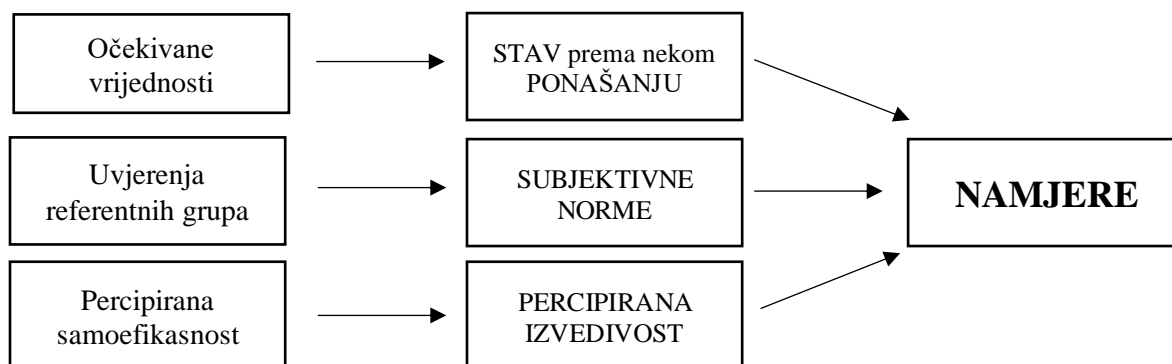 Očekivane
vrijednosti
STAV prema nekom
PONAŠANJU
Uvjerenja
referentnih grupa
SUBJEKTIVNE
NORME
NAMJERE
Percipirana
samoefikasnost
PERCIPIRANA
IZVEDIVOST